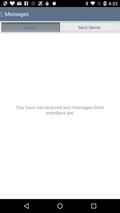 4:33
Messages
Inbox
Sent Items
You have not received any messages from
members yet.